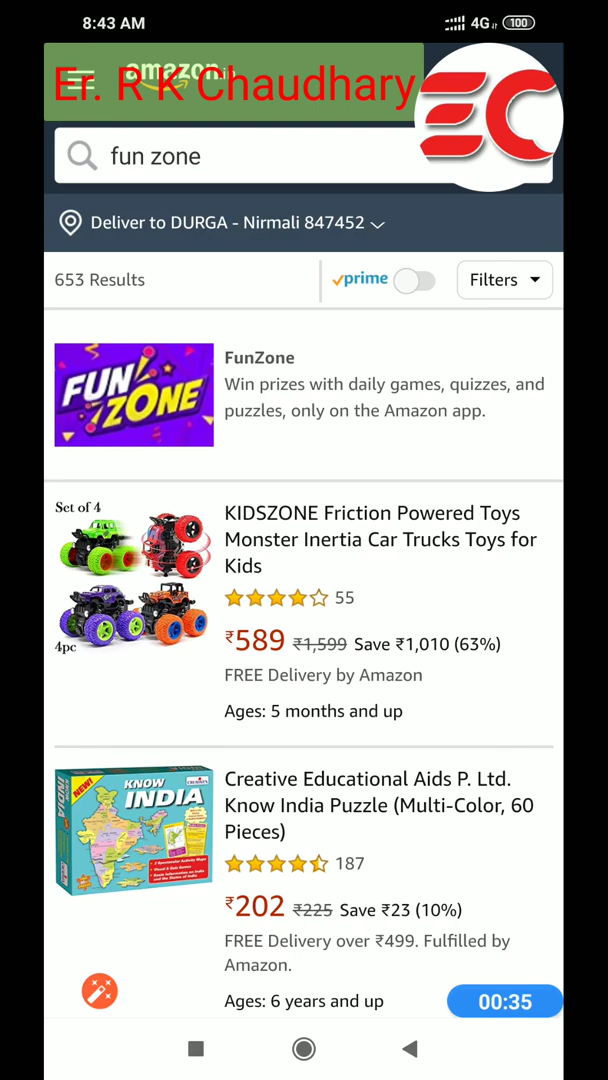 8:43 AM
4G
100
amazon.in
Er. R K Chaudhary
EC
fun zone
Deliver to DURGA - Nirmali 847452
653 Results
prime
Filters
FUN ZONE
FunZone
Win prizes with daily games, quizzes, and
puzzles, only on the Amazon app.
Set of 4
4pc
KIDSZONE Friction Powered Toys
Monster Inertia Car Trucks Toys for
Kids
55
₹589 ₹1,599 Save ₹1,010 (63%)
FREE Delivery by Amazon
Ages: 5 months and up
NEW!
KNOW
INDIA
KNOW INDIA
Creative Educational Aids P. Ltd.
Know India Puzzle (Multi-Color, 60
Pieces)
187
₹202 ₹225 Save ₹23 (10%)
FREE Delivery over ₹499. Fulfilled by
Amazon.
Ages: 6 years and up
00:35